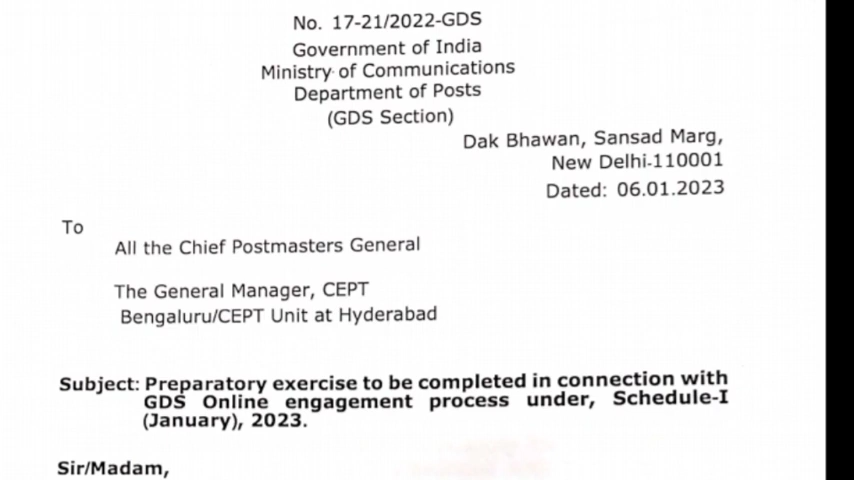 No. 17-21/2022-GDS
Government of India
Ministry of Communications
Department of Posts
(GDS Section)
Dak Bhawan, Sansad Marg,
New Delhi-110001
Dated: 06.01.2023
To
All the Chief Postmasters General
The General Manager, CEPT
Bengaluru/CEPT Unit at Hyderabad
Subject: Preparatory exercise to be completed in connection with
GDS Online engagement process under, Schedule-I
(January), 2023.
Sir/Madam,